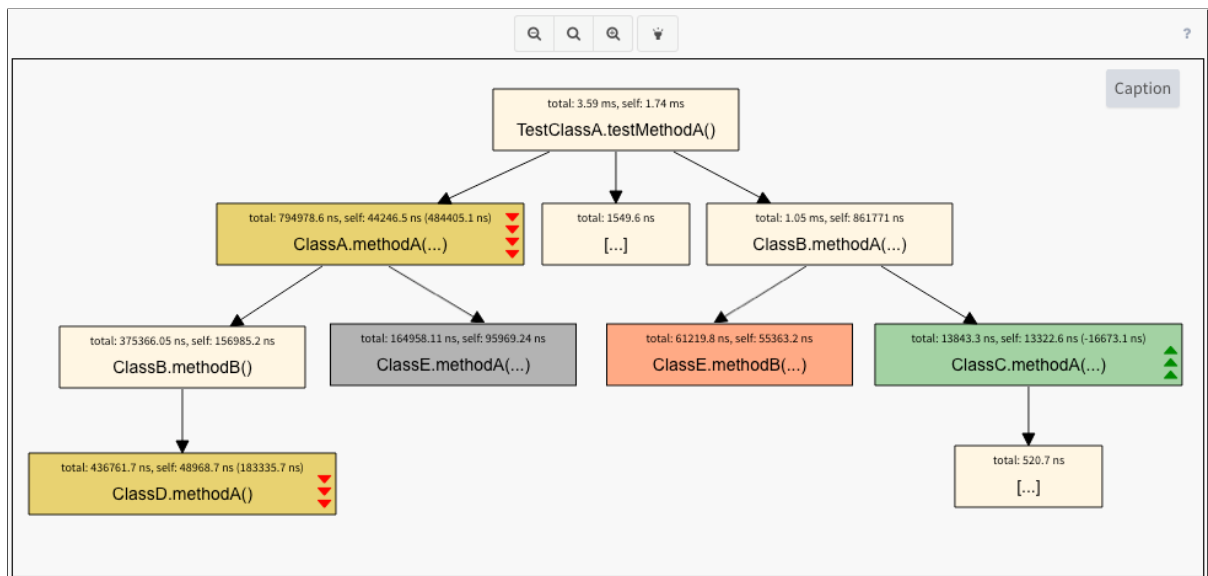 ?
Caption
total: 3.59 ms, self: 1.74 ms
TestClassA.testMethodA()
total: 794978.6 ns, self: 44246.5 ns (484405.1 ns)
ClassA.methodA(...)
total: 1549.6 ns
[...]
total: 1.05 ms, self: 861771 ns
ClassB.methodA(...)
total: 375366.05 ns, self: 156985.2 ns
ClassB.methodB()
total: 164958.11 ns, self: 95969.24 ns
ClassE.methodA(...)
total: 61219.8 ns, self: 55363.2 ns
ClassE.methodB(...)
total: 13843.3 ns, self: 13322.6 ns (-16673.1 ns)
ClassC.methodA(...)
total: 436761.7 ns, self: 48968.7 ns (183335.7 ns)
ClassD.methodA()
total: 520.7 ns
[...]